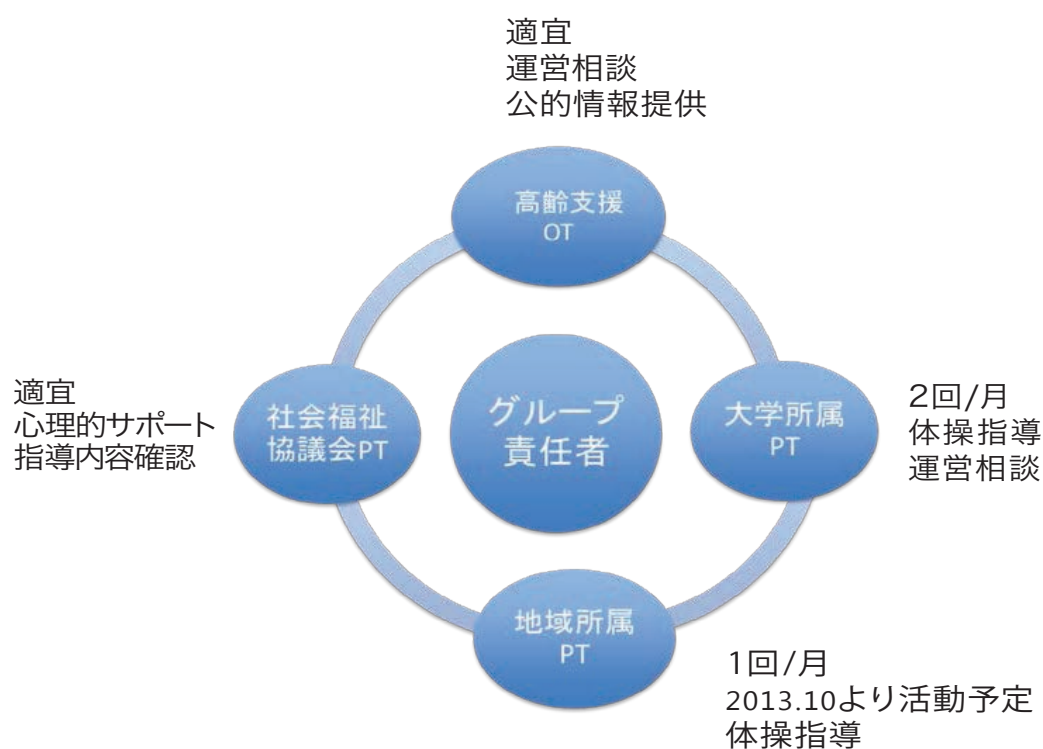 適宜
運営相談
公的情報提供
高齢支援
OT
適宜
心理的サポート
指導内容確認
社会福祉
協議会PT
グループ
責任者
大学所属
PT
2回/月
体操指導
運営相談
地域所属
PT
1回/月
2013.10より活動予定
体操指導